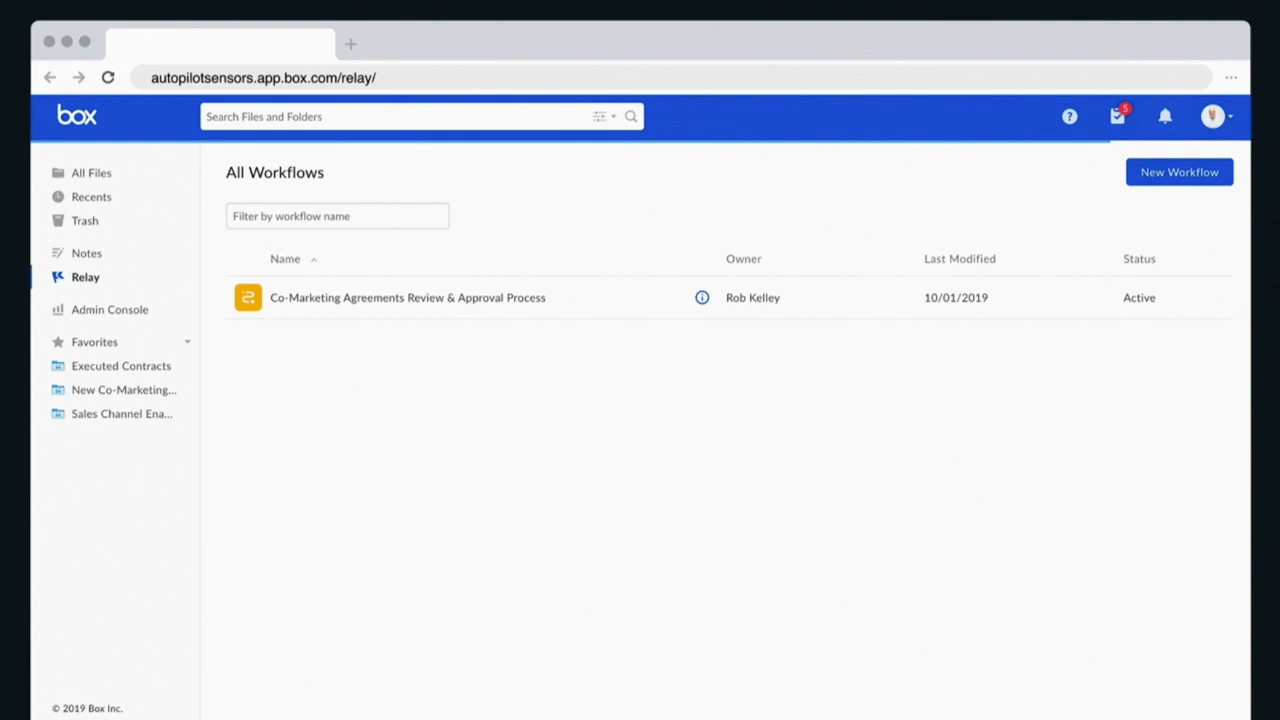 autopilotsensors.app.box.com/relay/
box
Search Files and Folders
5
All Files
Recents
Trash
Notes
Relay
Admin Console
Favorites
Executed Contracts
New Co-Marketing...
Sales Channel Ena...
© 2019 Box Inc.
All Workflows
New Workflow
Filter by workflow name
Name Owner Last Modified Status
Co-Marketing Agreements Review & Approval Process Rob Kelley 10/01/2019 Active